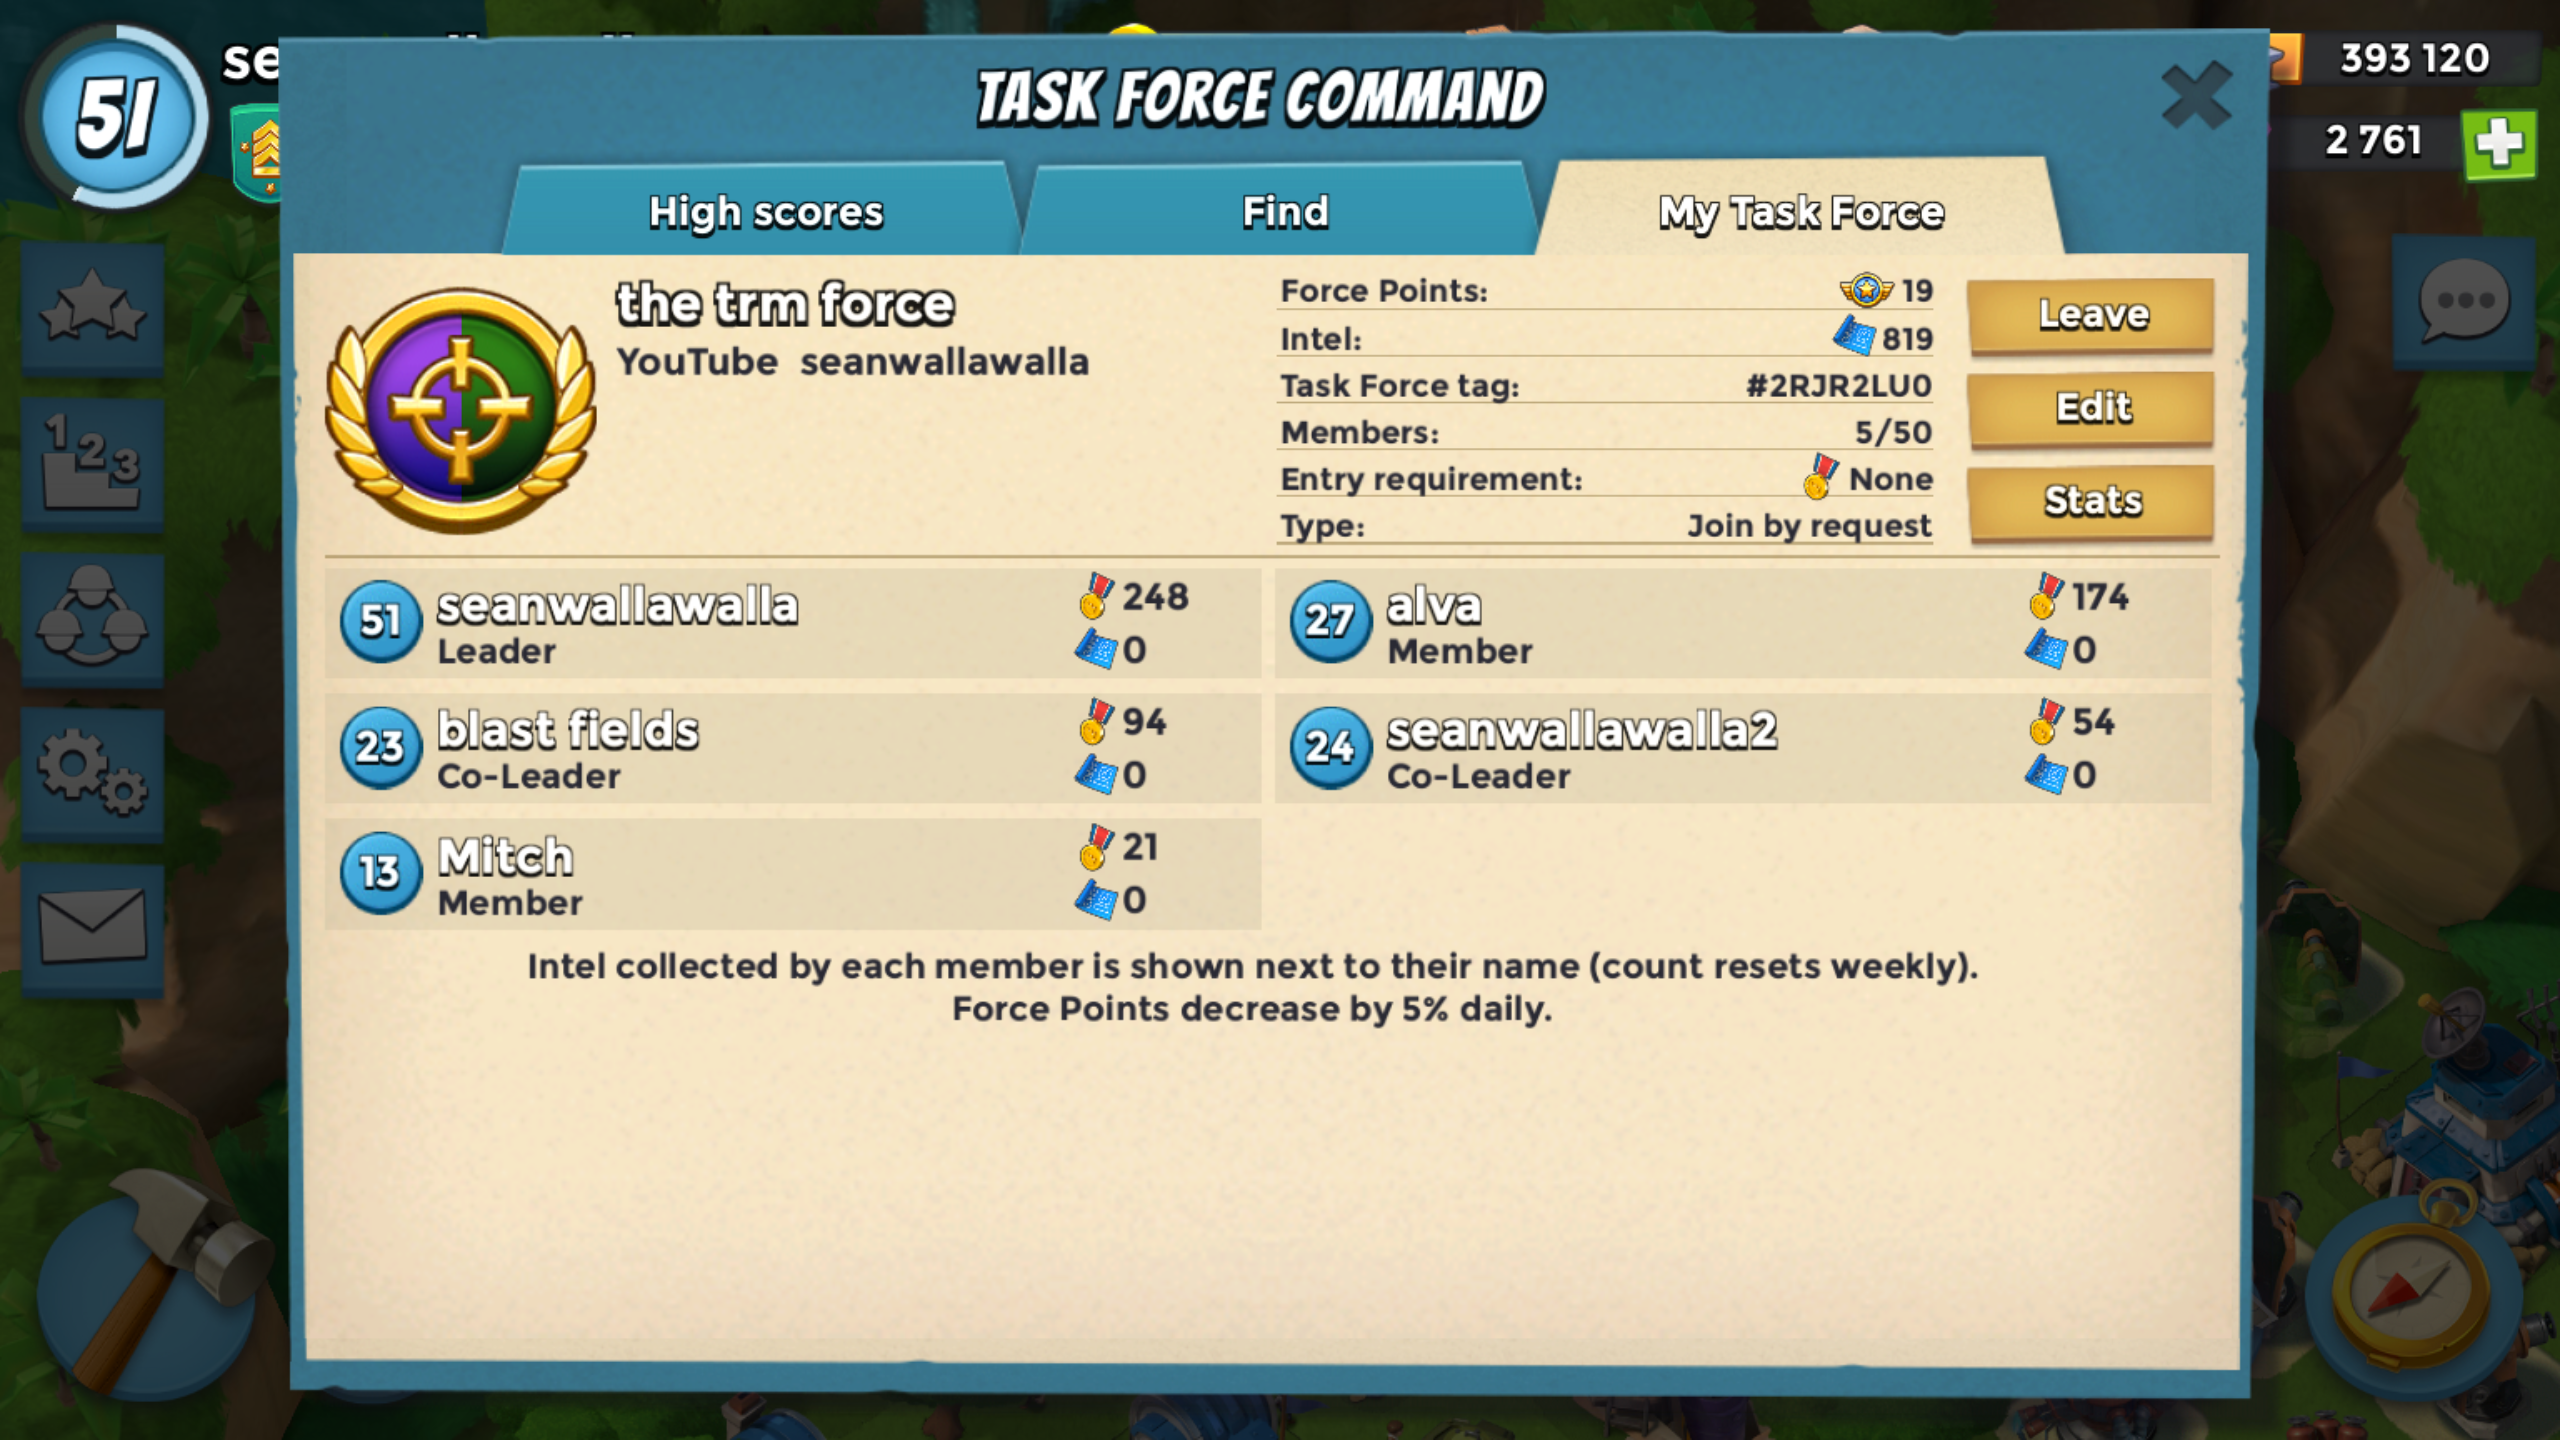 51
se
TASK FORCE COMMAND
393 120
2 761
High scores
Find
My Task Force
the trm force
YouTube seanwallawalla
Force Points: 19
Intel: 819
Task Force tag: #2RJR2LU0
Members: 5/50
Entry requirement: None
Type: Join by request
Leave
Edit
Stats
1 2 3
51 seanwallawalla 248
Leader 0
27 alva 174
Member 0
23 blast fields 94
Co-Leader 0
24 seanwallawalla2 54
Co-Leader 0
13 Mitch 21
Member 0
Intel collected by each member is shown next to their name (count resets weekly).
Force Points decrease by 5% daily.